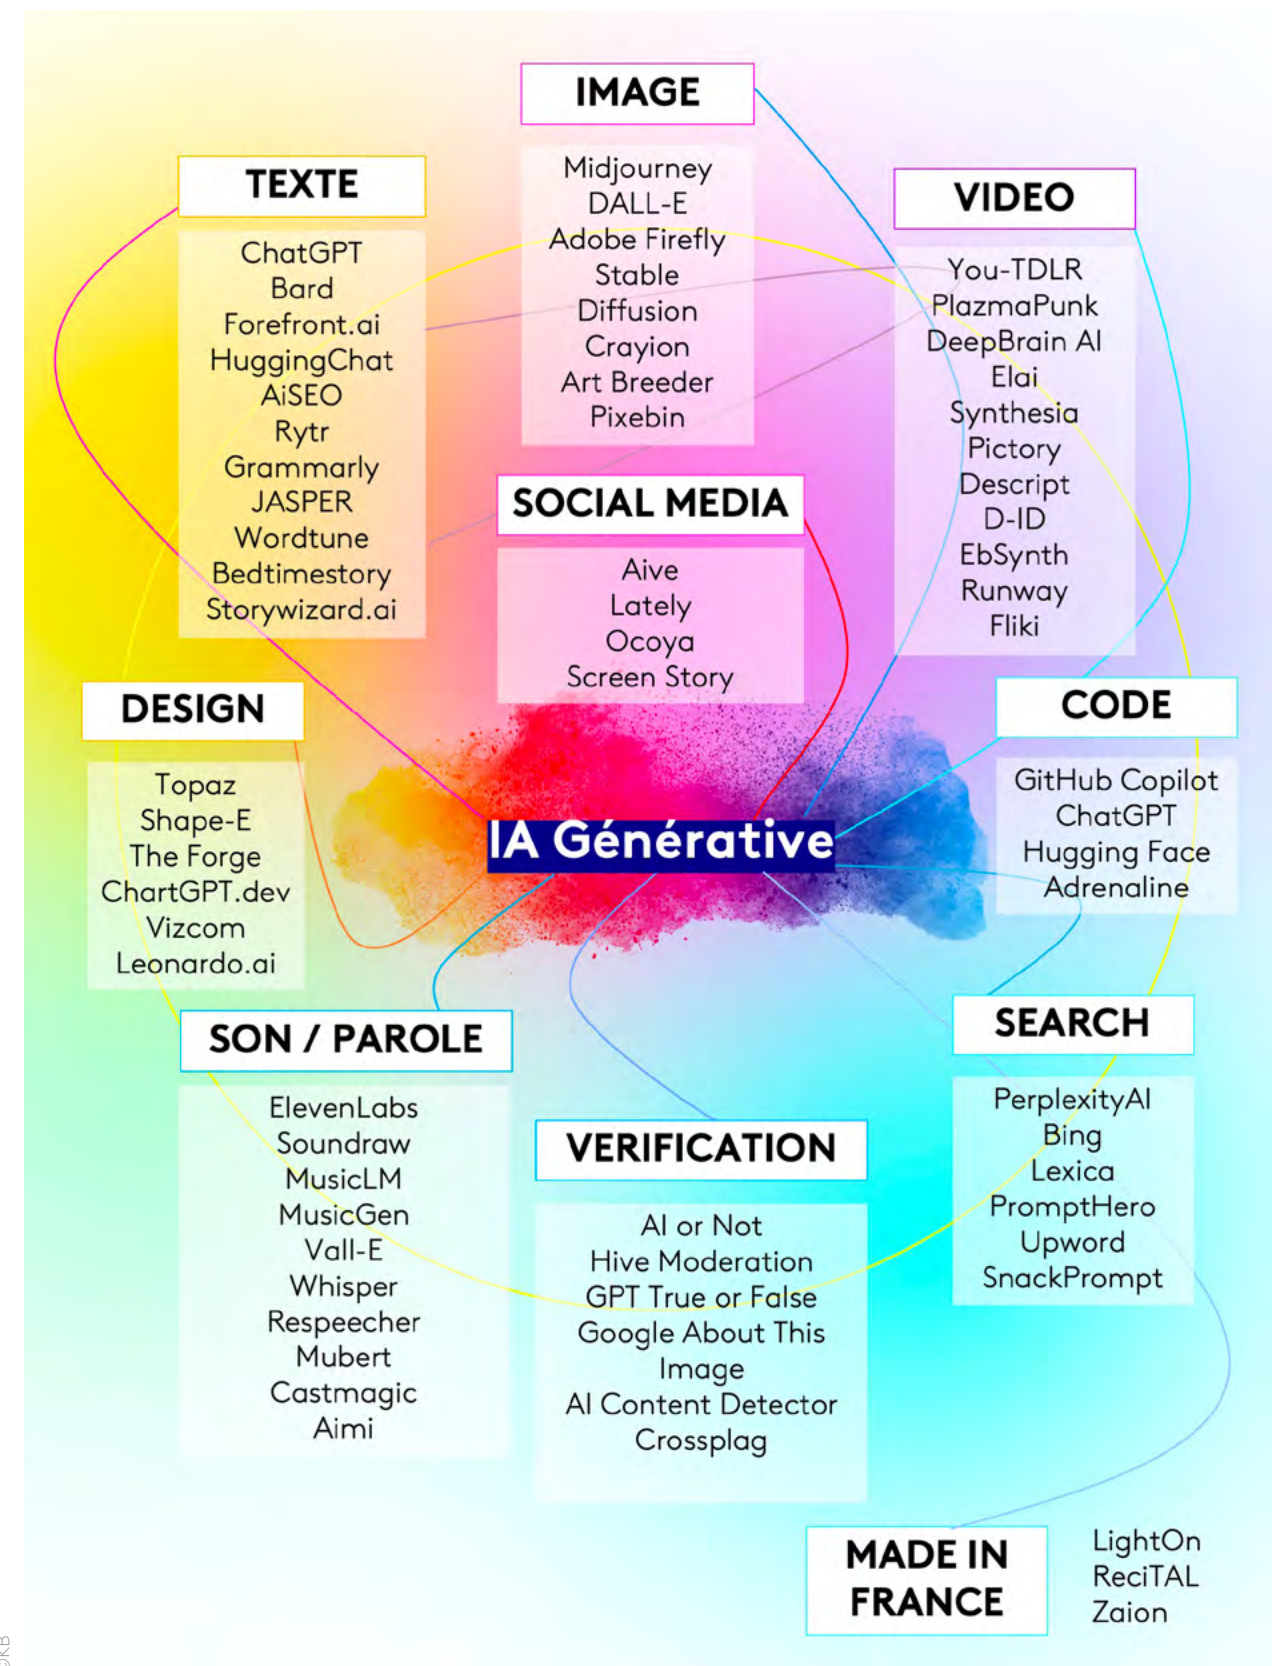 IMAGE
Midjourney
DALL-E
Adobe Firefly
Stable
Diffusion
Crayion
Art Breeder
Pixebin
TEXTE
ChatGPT
Bard
Forefront.ai
HuggingChat
AiSEO
Rytr
Grammarly
JASPER
Wordtune
Bedtimestory
Storywizard.ai
VIDEO
You-TDLR
PlazmaPunk
DeepBrain AI
Elai
Synthesia
Pictory
Descript
D-ID
EbSynth
Runway
Fliki
SOCIAL MEDIA
Aive
Lately
Ocoya
Screen Story
DESIGN
Topaz
Shape-E
The Forge
ChartGPT.dev
Vizcom
Leonardo.ai
IA Générative
CODE
GitHub Copilot
ChatGPT
Hugging Face
Adrenaline
SON / PAROLE
ElevenLabs
Soundraw
MusicLM
MusicGen
Vall-E
Whisper
Respeecher
Mubert
Castmagic
Aimi
VERIFICATION
AI or Not
Hive Moderation
GPT True or False
Google About This
Image
AI Content Detector
Crossplag
SEARCH
PerplexityAI
Bing
Lexica
PromptHero
Upword
SnackPrompt
MADE IN
FRANCE
LightOn
ReciTAL
Zaion